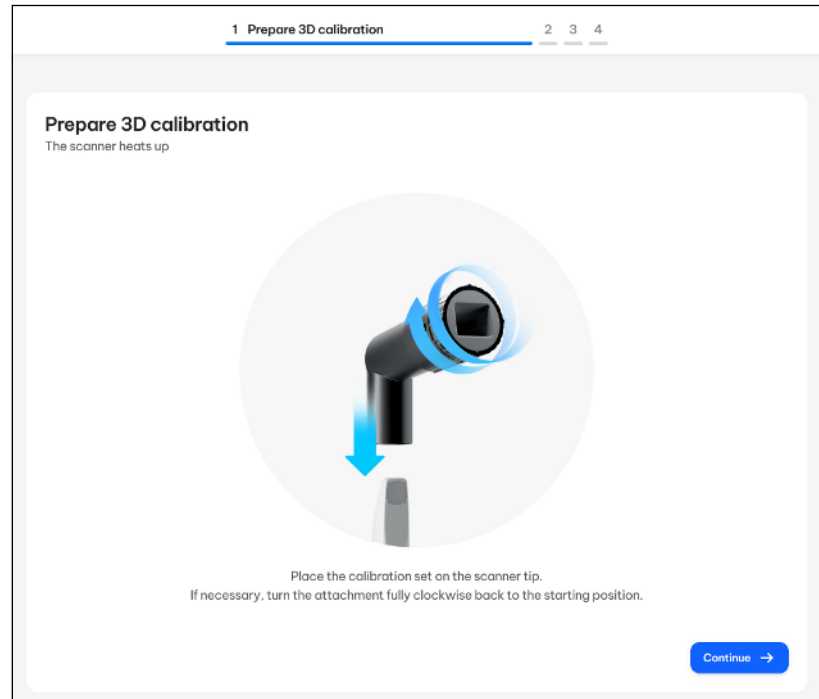 1 Prepare 3D calibration 2 3 4
Prepare 3D calibration
The scanner heats up
Place the calibration set on the scanner tip.
If necessary, turn the attachment fully clockwise back to the starting position.
Continue →